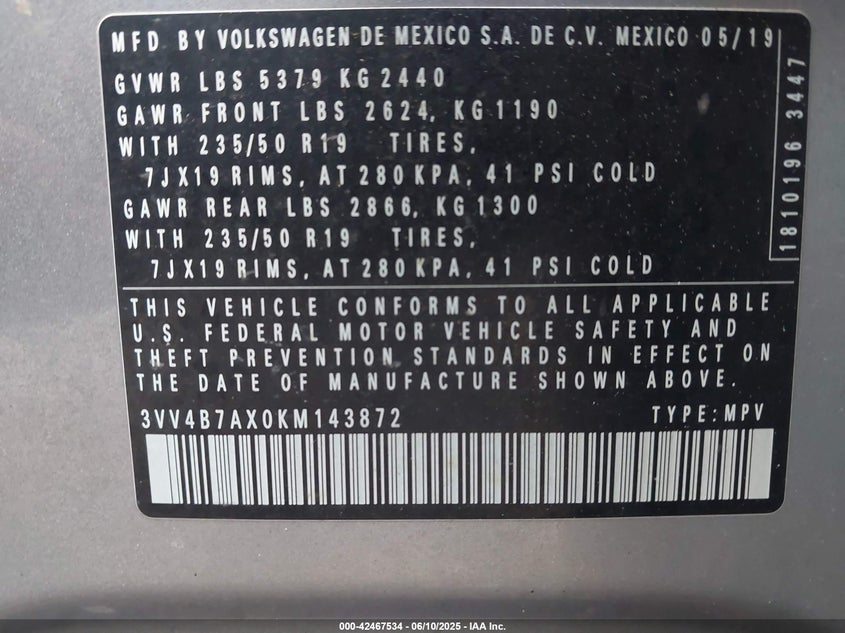 MFD BY VOLKSWAGEN DE MEXICO S.A. DE C.V. MEXICO 05/19
GVWR LBS 5379 KG 2440
GAWR FRONT LBS 2624, KG 1190
WITH 235/50 R19 TIRES,
7JX19 RIMS, AT 280 KPA, 41 PSI COLD
GAWR REAR LBS 2866, KG 1300
WITH 235/50 R19 TIRES,
7JX19 RIMS, AT 280 KPA, 41 PSI COLD
1810196 3447
THIS VEHICLE CONFORMS TO ALL APPLICABLE
U.S. FEDERAL MOTOR VEHICLE SAFETY AND
THEFT PREVENTION STANDARDS IN EFFECT ON
THE DATE OF MANUFACTURE SHOWN ABOVE.
3VV4B7AX0KM143872 TYPE: MPV
000-42467534 - 06/10/2025 - IAA Inc.